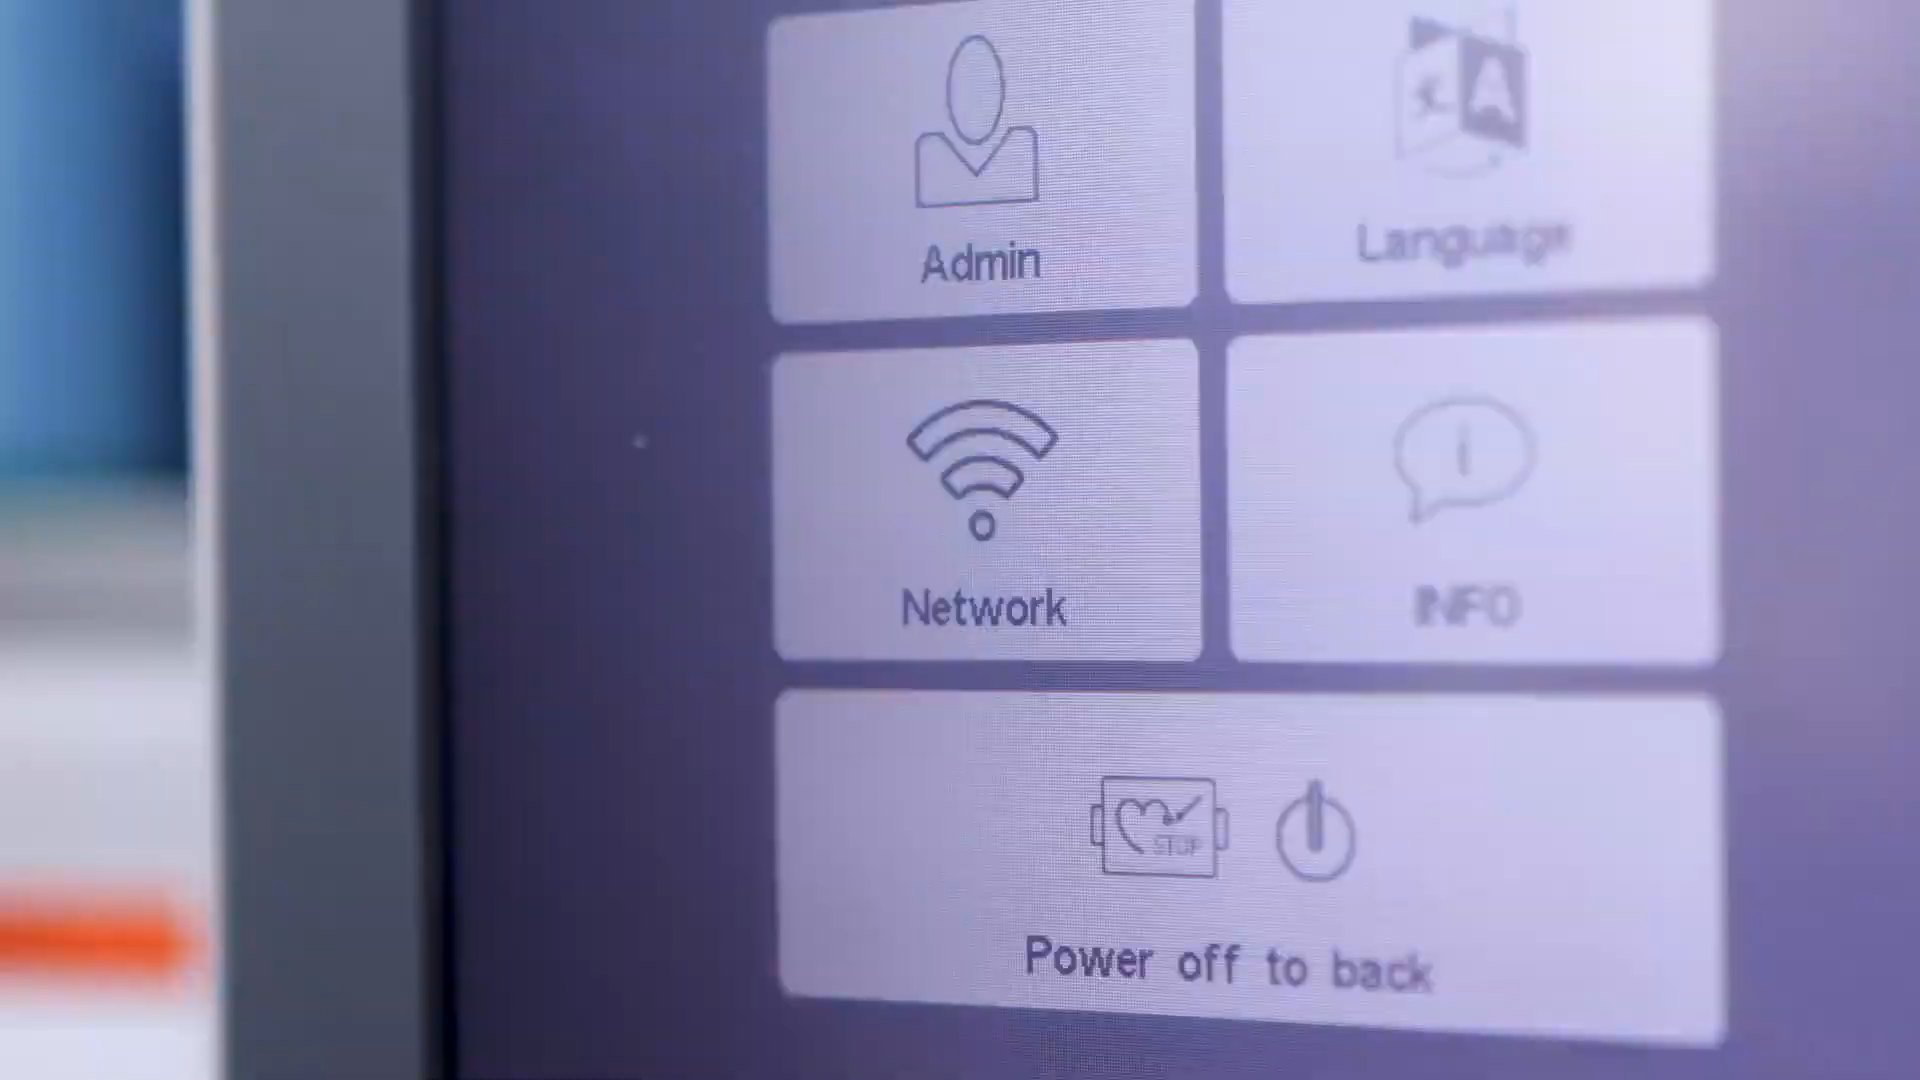 Admin
Language
Network
INFO
STOP
Power off to back